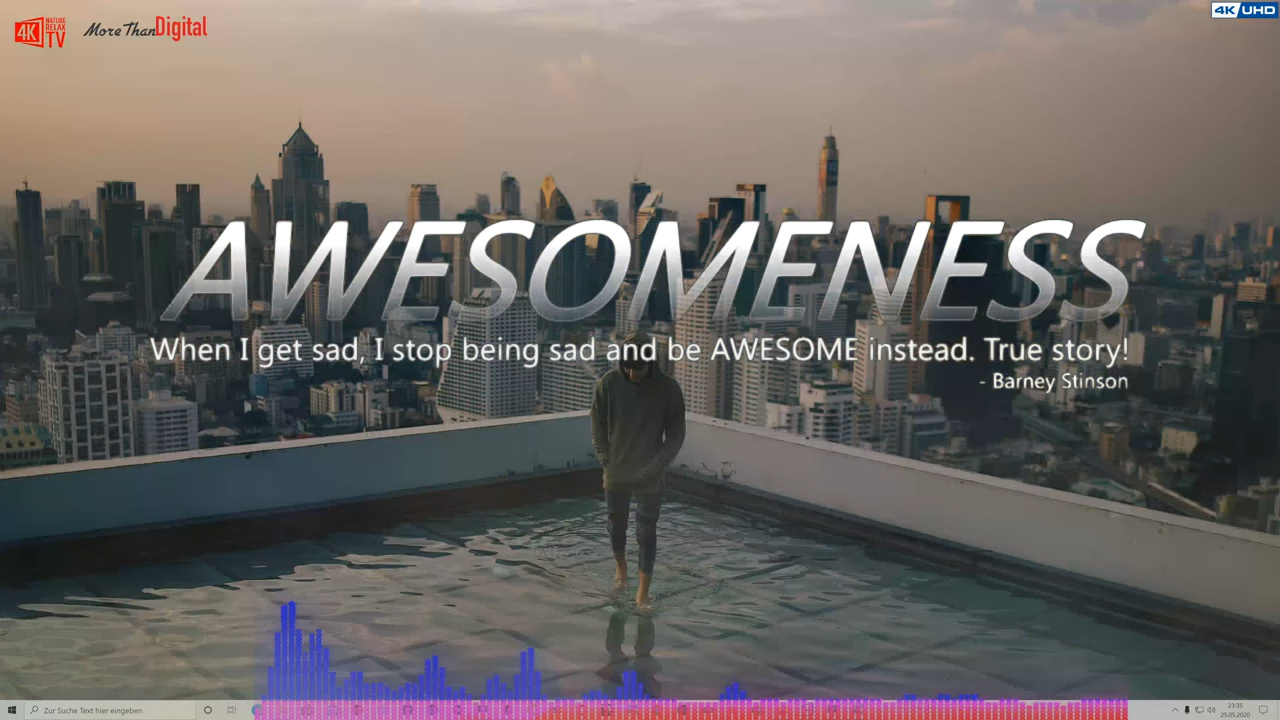 4K NATURE RELAX TV
More Than Digital
4K UHD
AWESOMENESS
When I get sad, I stop being sad and be AWESOME instead. True story!
- Barney Stinson
Zur Suche Text hier eingeben
23:35
25.05.2020